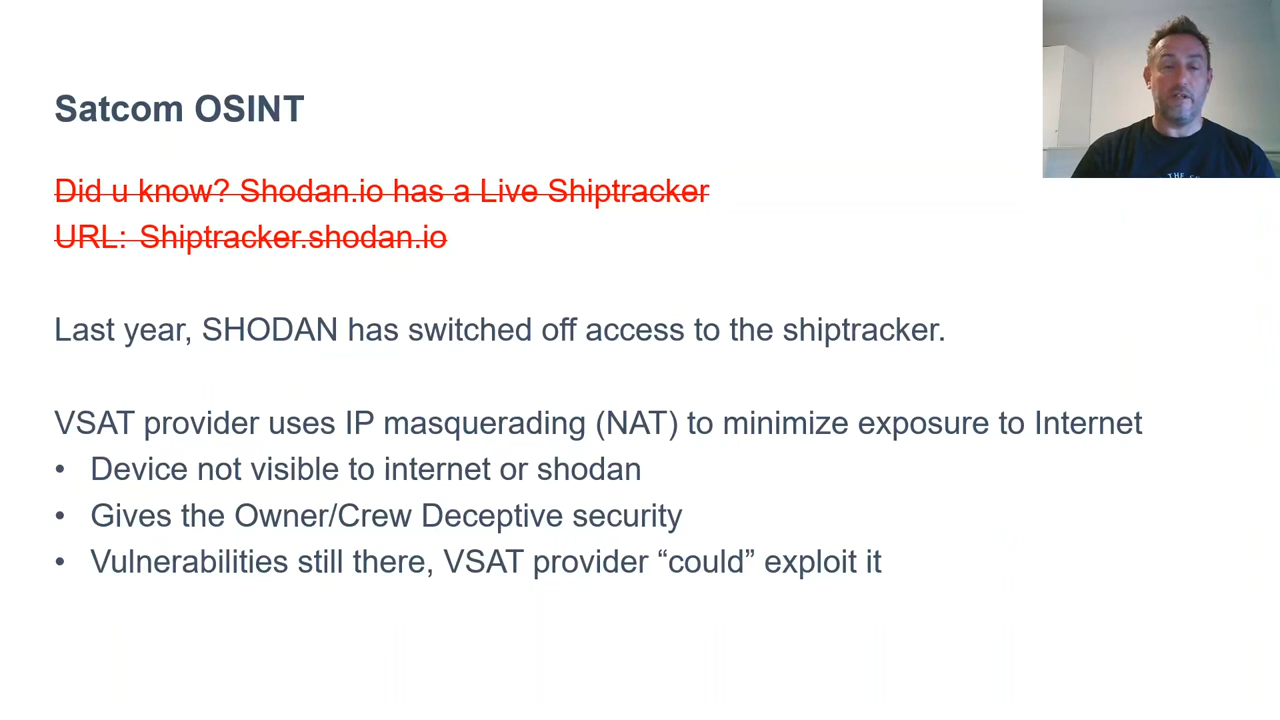 Satcom OSINT
Did u know? Shodan.io has a Live Shiptracker
URL: Shiptracker.shodan.io
Last year, SHODAN has switched off access to the shiptracker.
VSAT provider uses IP masquerading (NAT) to minimize exposure to Internet
• Device not visible to internet or shodan
• Gives the Owner/Crew Deceptive security
• Vulnerabilities still there, VSAT provider “could” exploit it
THE